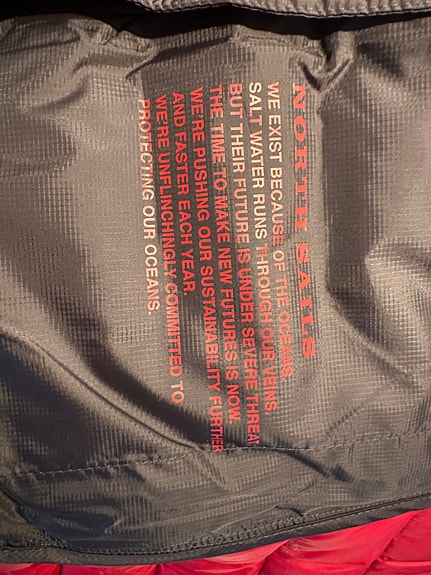 NORTH SAILS
WE EXIST BECAUSE OF THE OCEANS.
SALT WATER RUNS THROUGH OUR VEINS.
BUT THEIR FUTURE IS UNDER SEVERE THREAT
THE TIME TO MAKE NEW FUTURES IS NOW.
WE'RE PUSHING OUR SUSTAINABILITY FURTHER
AND FASTER EACH YEAR.
WE'RE UNFLINCHINGLY COMMITTED TO
PROTECTING OUR OCEANS.